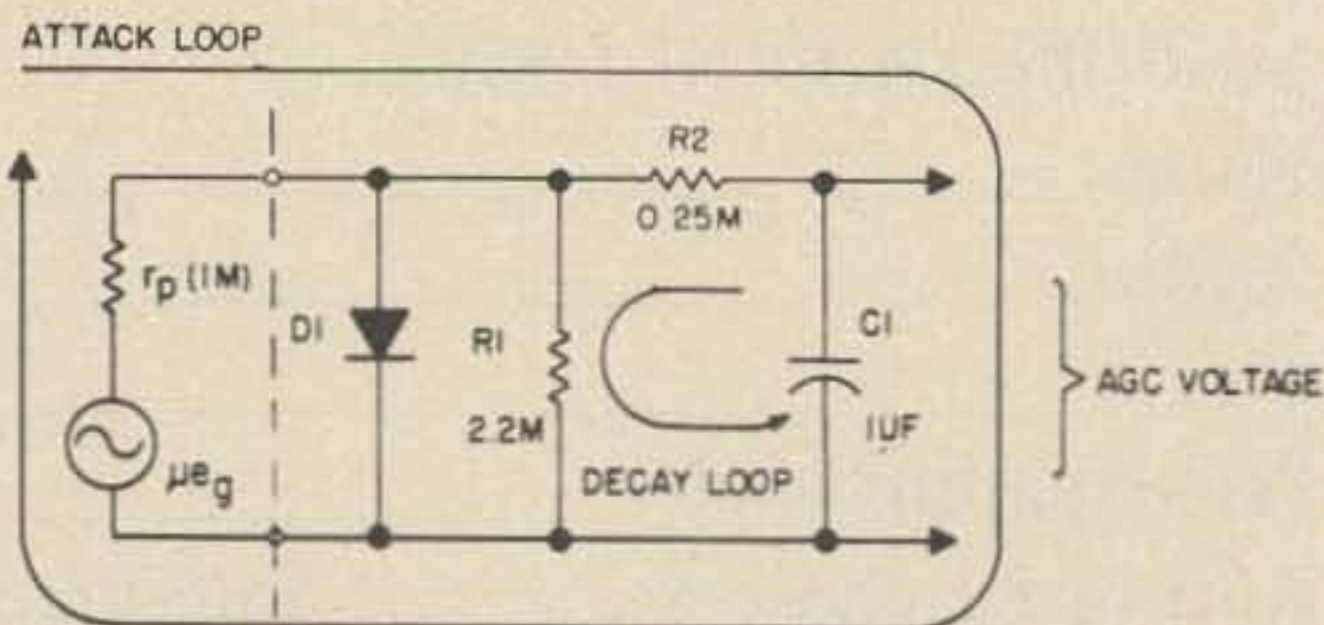 ATTACK LOOP
R2
0.25M
rp (1M)
D1
R1
C1
AGC VOLTAGE
2.2M
1UF
µeg
DECAY LOOP